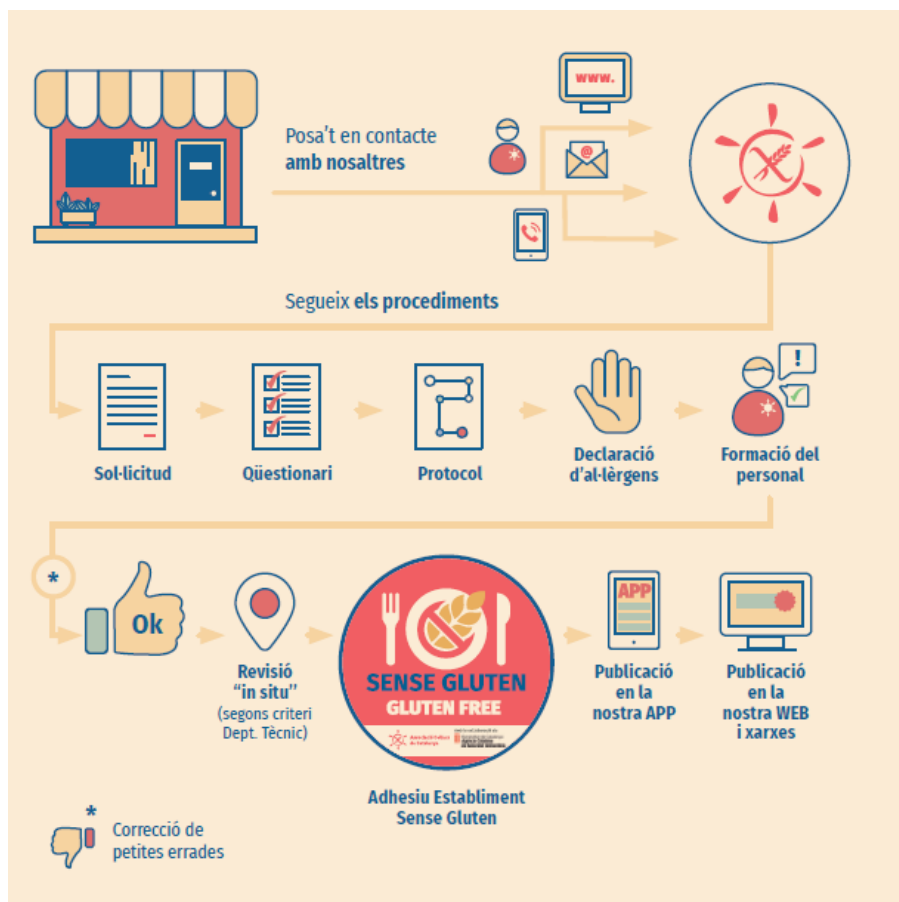 Posa't en contacte
amb nosaltres
www.
@
Segueix els procediments
!
Sol·licitud
Qüestionari
Protocol
Declaració
d'al·lèrgens
Formació del
personal
*
Ok
Revisió
“in situ”
(segons criteri
Dept. Tècnic)
SENSE GLUTEN
GLUTEN FREE
Adhesiu Establiment
Sense Gluten
APP
Publicació
en la
nostra APP
Publicació
en la
nostra WEB
i xarxes
*
Correcció de
petites errades